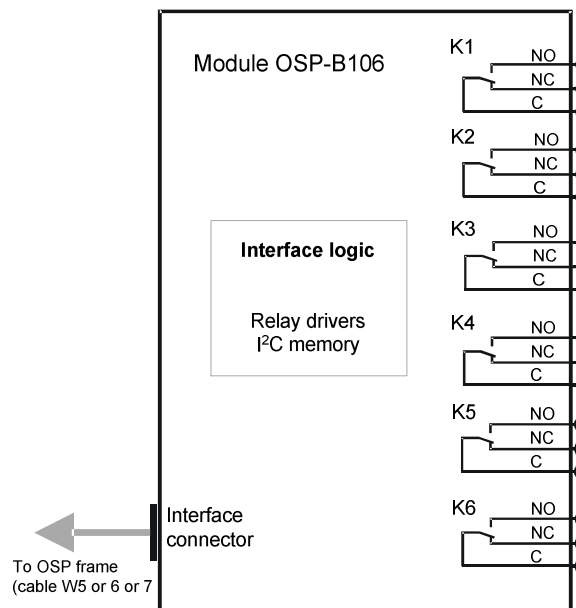 Module OSP-B106
K1
NO
NC
C
K2
NO
NC
C
K3
NO
NC
C
K4
NO
NC
C
K5
NO
NC
C
K6
NO
NC
C
Interface logic
Relay drivers
I²C memory
Interface
connector
To OSP frame
(cable W5 or 6 or 7